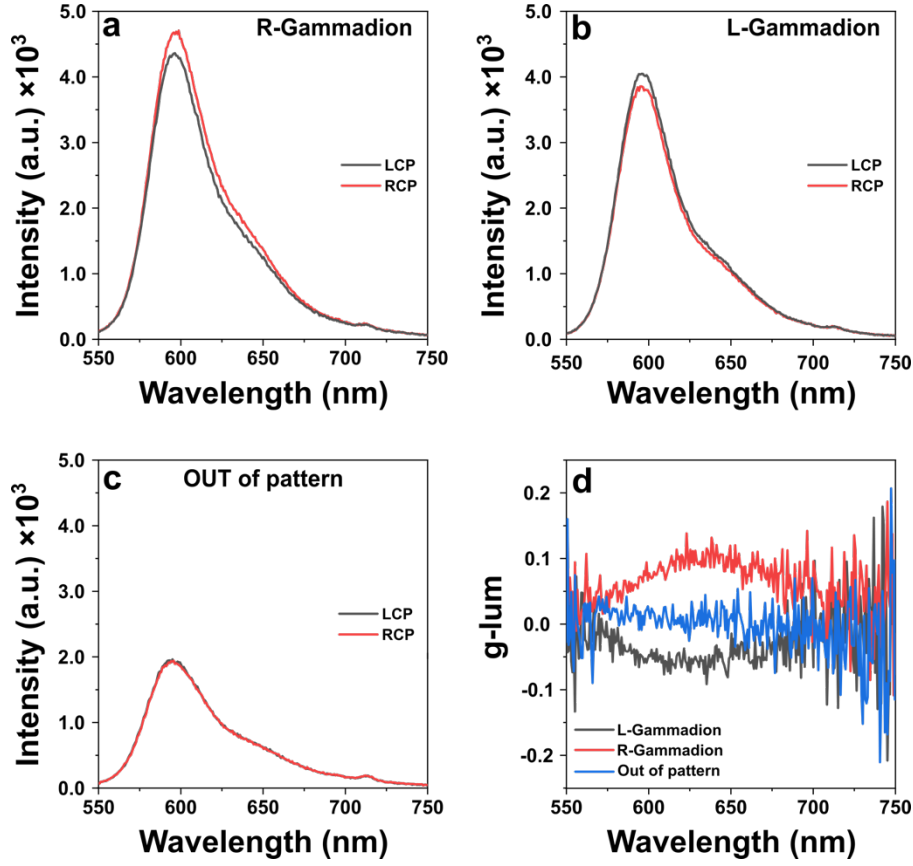 a
R-Gammadion
Intensity (a.u.) ×10³
5.0
4.0
3.0
2.0
1.0
0.0
LCP
RCP
550 600 650 700 750
Wavelength (nm)
b
L-Gammadion
Intensity (a.u.) ×10³
5.0
4.0
3.0
2.0
1.0
0.0
LCP
RCP
550 600 650 700 750
Wavelength (nm)
c
OUT of pattern
Intensity (a.u.) ×10³
5.0
4.0
3.0
2.0
1.0
0.0
LCP
RCP
550 600 650 700 750
Wavelength (nm)
d
g-lum
0.2
0.1
0.0
-0.1
-0.2
L-Gammadion
R-Gammadion
Out of pattern
550 600 650 700 750
Wavelength (nm)